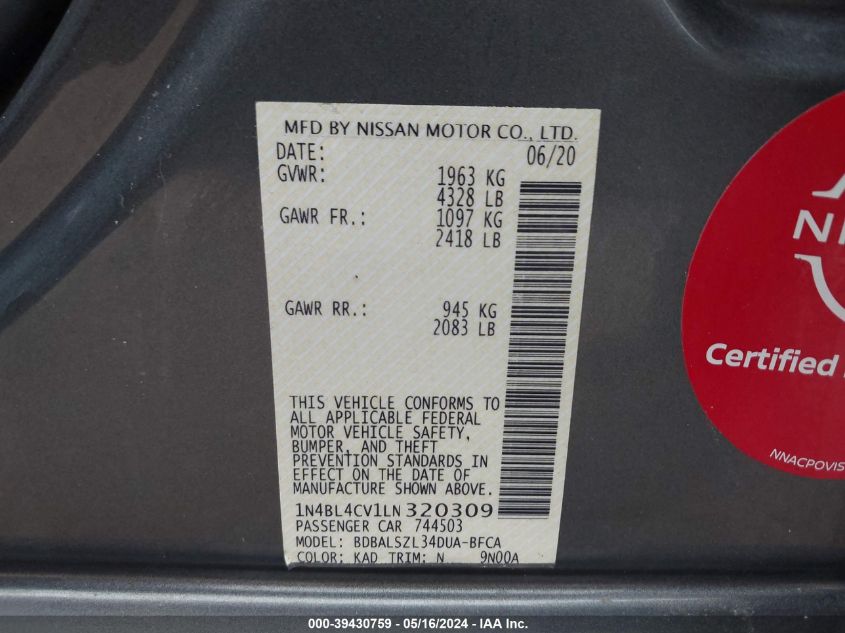 MFD BY NISSAN MOTOR CO., LTD.
DATE: 06/20
GVWR: 1963 KG
4328 LB
GAWR FR.: 1097 KG
2418 LB
GAWR RR.: 945 KG
2083 LB
THIS VEHICLE CONFORMS TO
ALL APPLICABLE FEDERAL
MOTOR VEHICLE SAFETY,
BUMPER, AND THEFT
PREVENTION STANDARDS IN
EFFECT ON THE DATE OF
MANUFACTURE SHOWN ABOVE.
1N4BL4CV1LN320309
PASSENGER CAR 744503
MODEL: BDBALSZL34DUA-BFCA
COLOR: KAD TRIM: N 9N00A
Certified
000-39430759 - 05/16/2024 - IAA Inc.